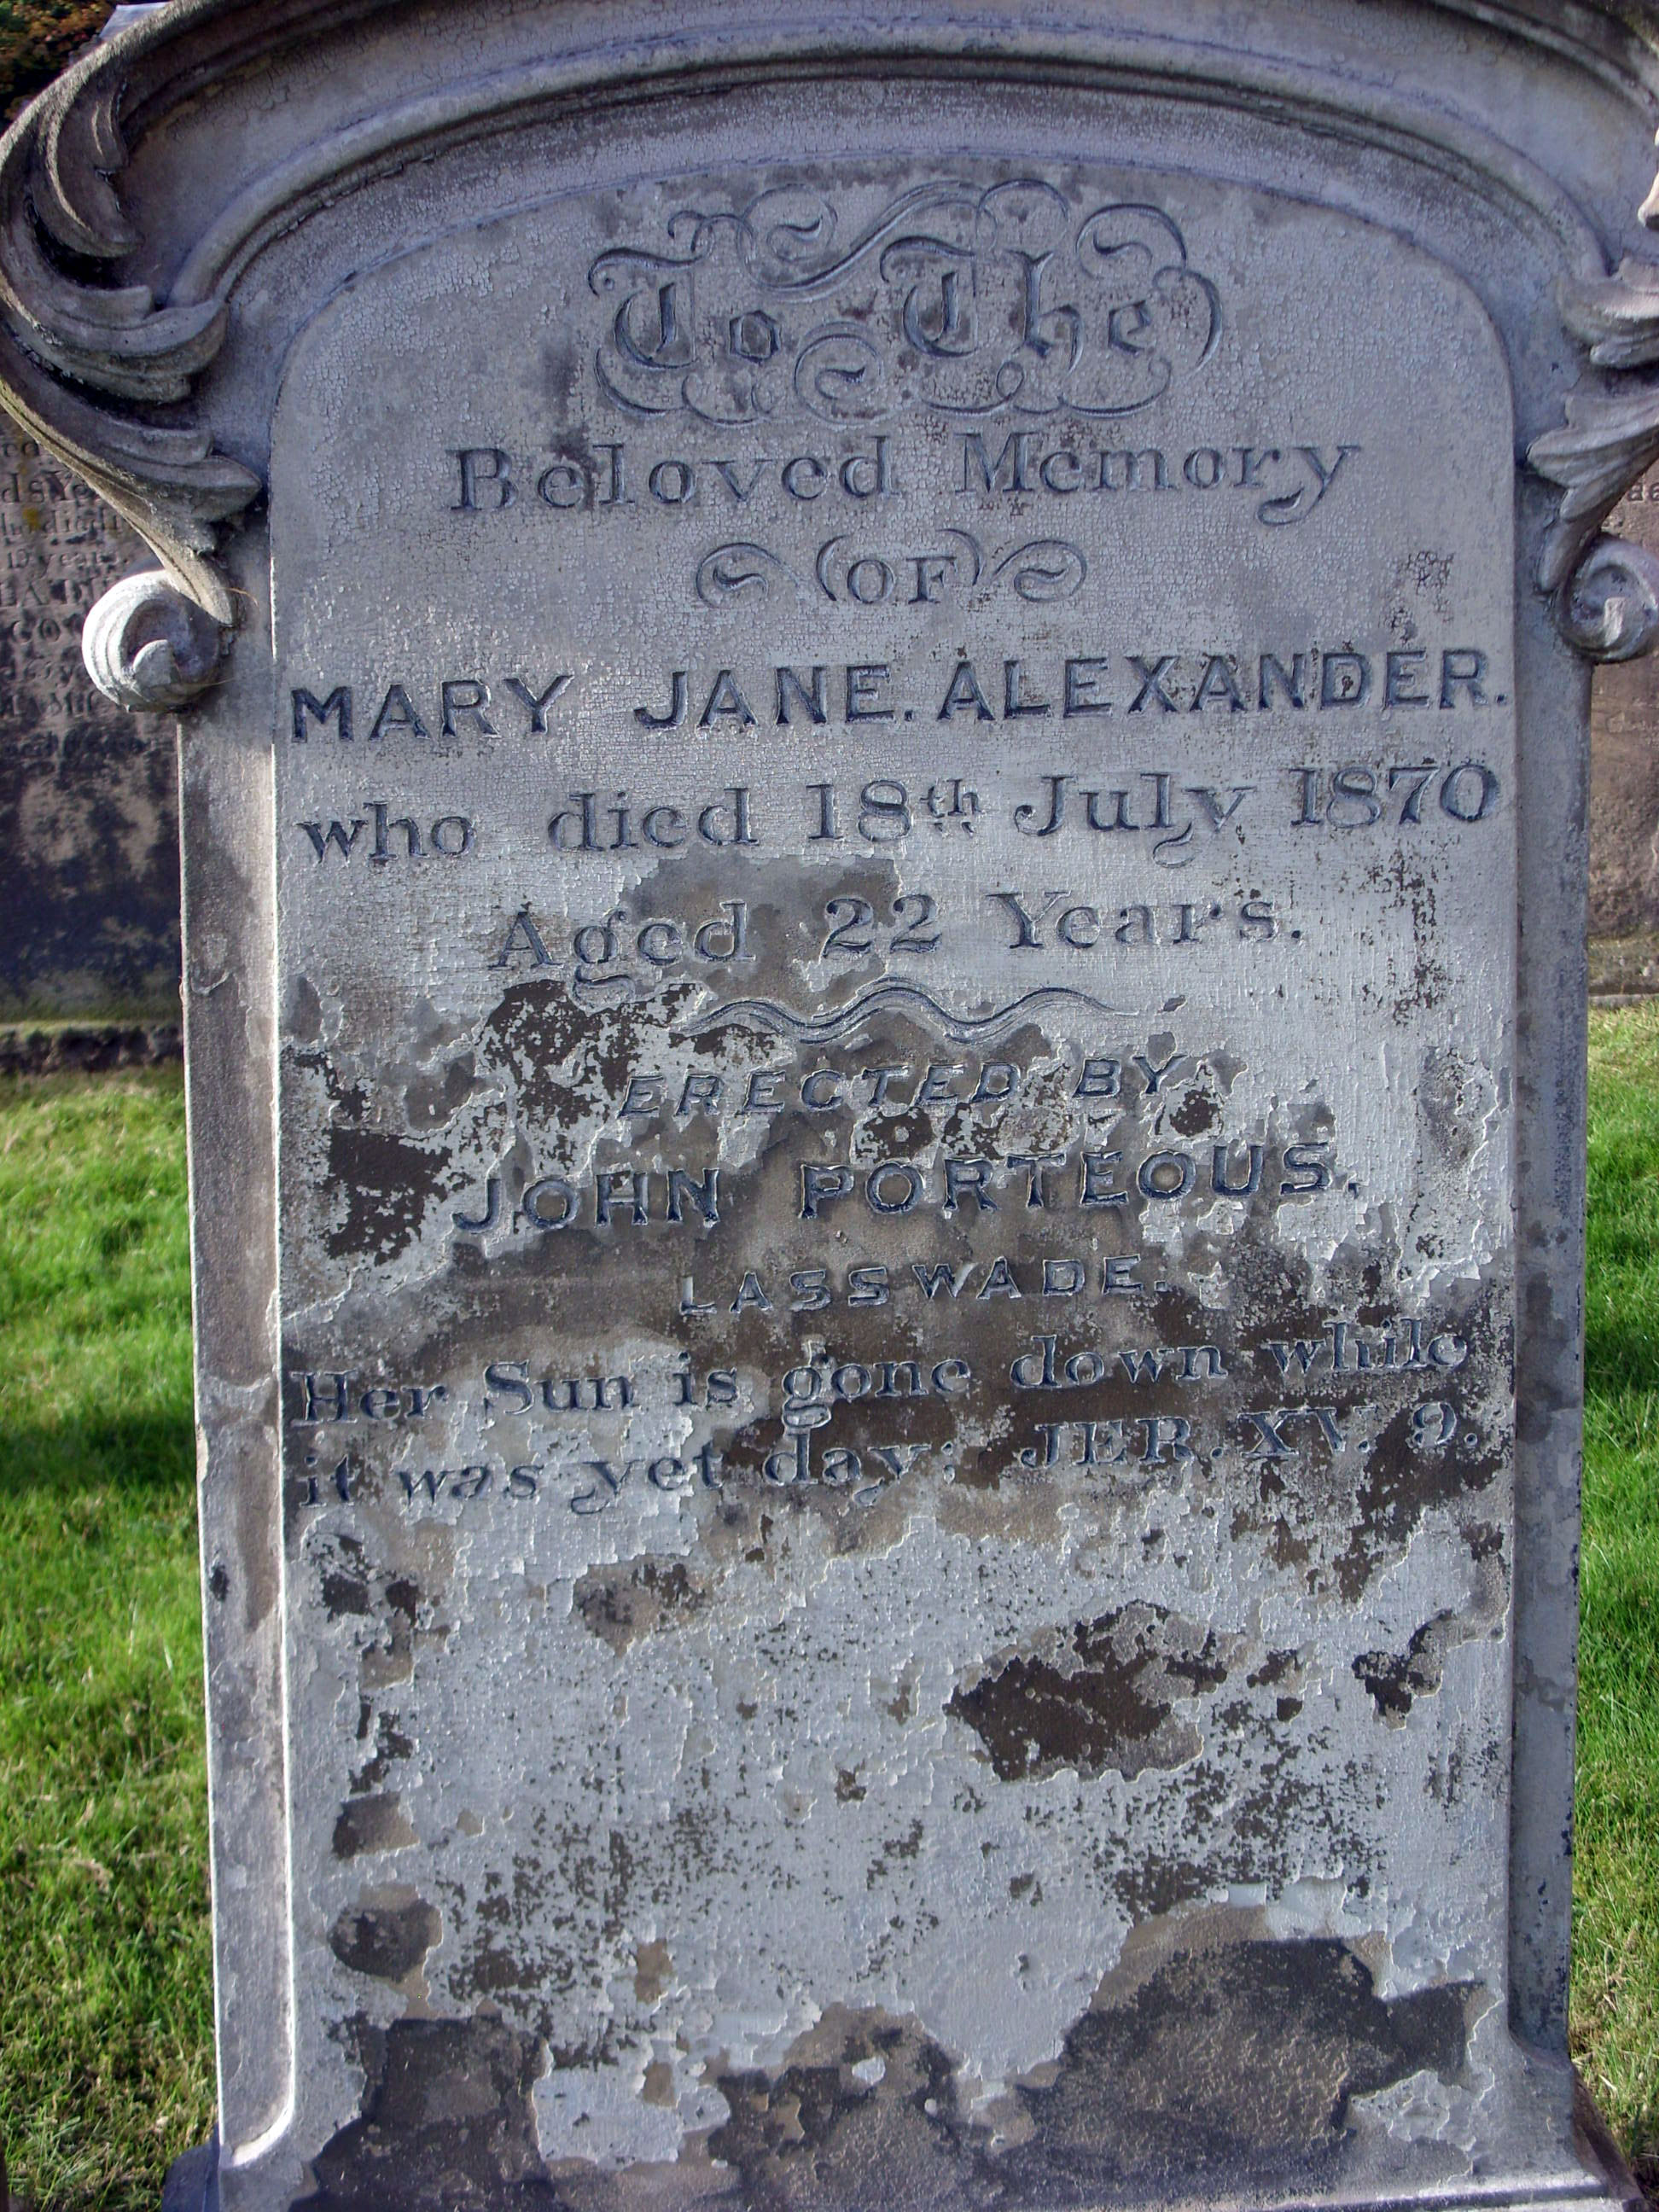 To The
Beloved Memory
OF
MARY JANE. ALEXANDER.
who died 18th July 1870
Aged 22 Years.
ERECTED BY
JOHN PORTEOUS,
LASSWADE.
Her Sun is gone down while
it was yet day: JER. XV. 9.